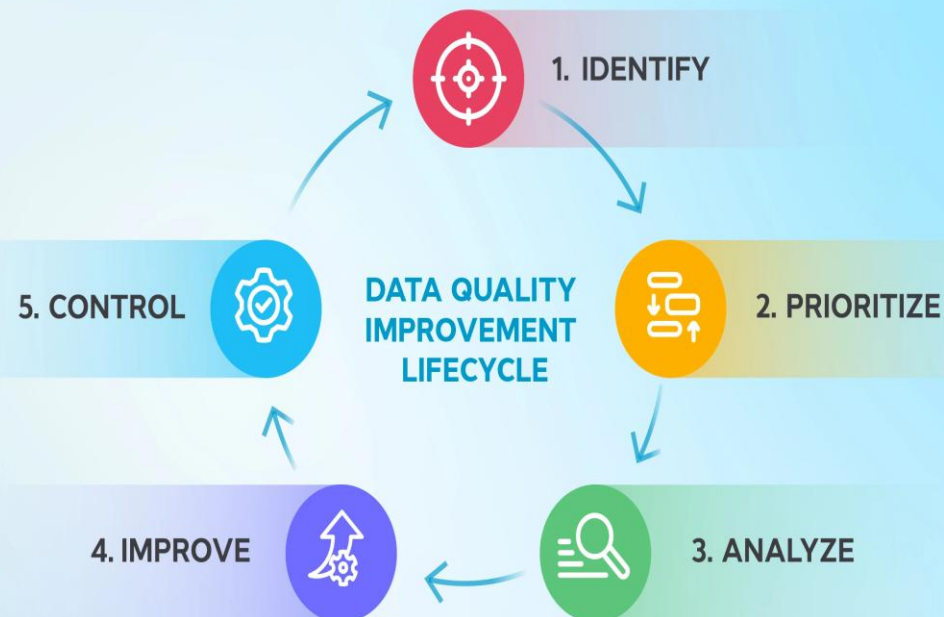 1. IDENTIFY
2. PRIORITIZE
3. ANALYZE
4. IMPROVE
5. CONTROL
DATA QUALITY
IMPROVEMENT
LIFECYCLE